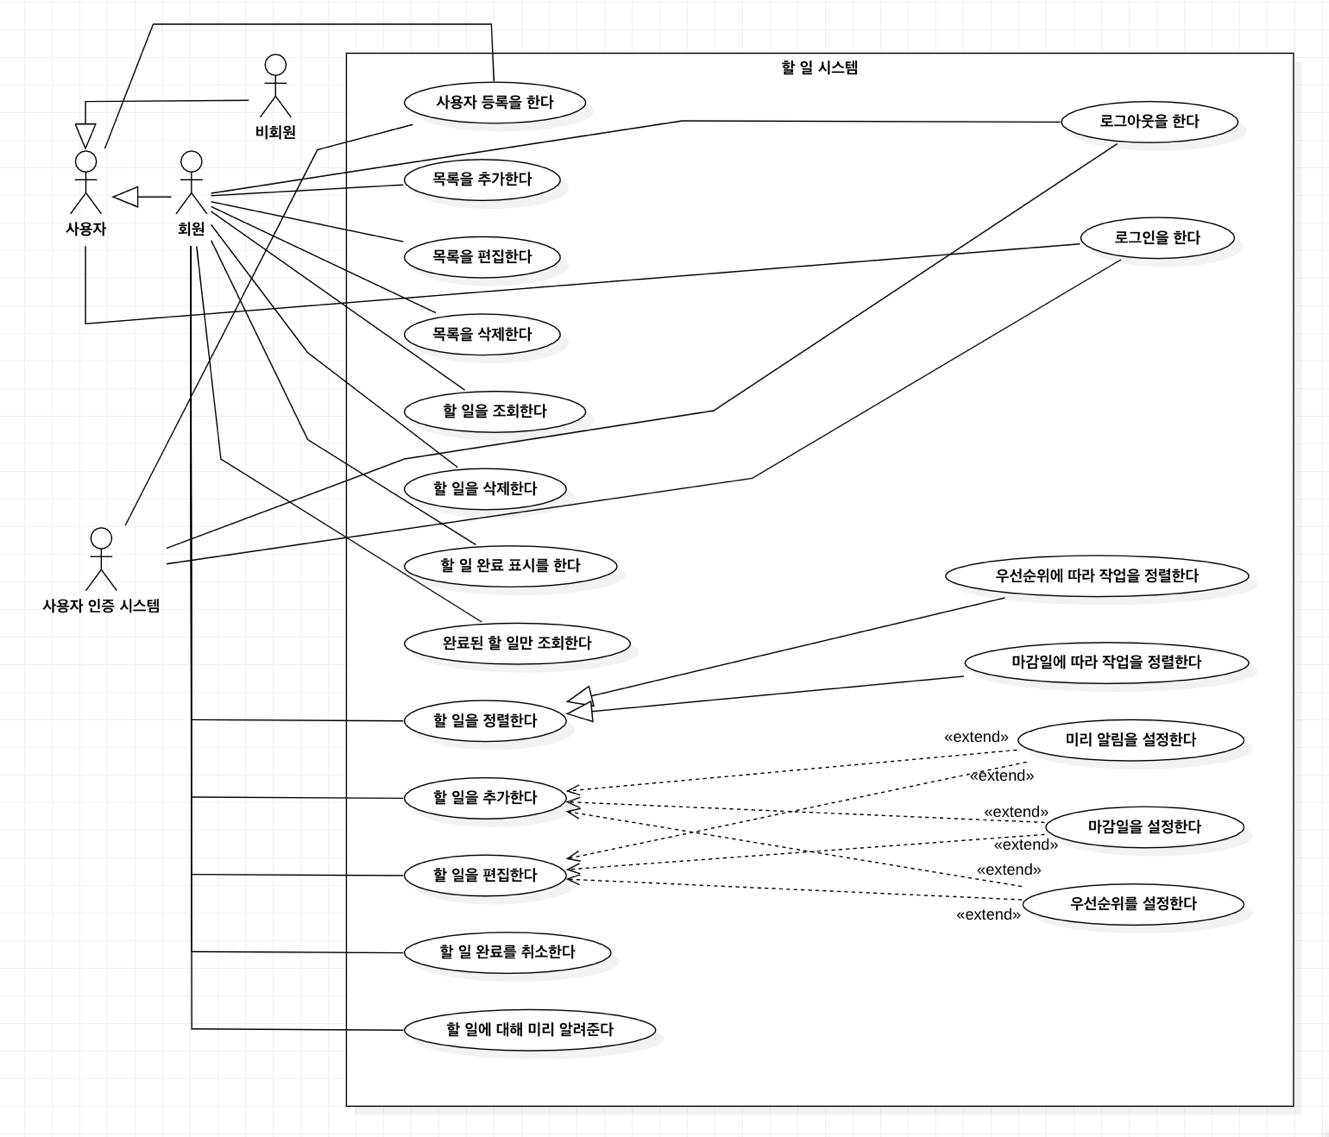 할 일 시스템
비회원
사용자
회원
사용자 인증 시스템
사용자 등록을 한다
목록을 추가한다
목록을 편집한다
목록을 삭제한다
할 일을 조회한다
할 일을 삭제한다
할 일 완료 표시를 한다
완료된 할 일만 조회한다
할 일을 정렬한다
할 일을 추가한다
할 일을 편집한다
할 일 완료를 취소한다
할 일에 대해 미리 알려준다
로그아웃을 한다
로그인을 한다
우선순위에 따라 작업을 정렬한다
마감일에 따라 작업을 정렬한다
«extend»
미리 알림을 설정한다
«extend»
«extend»
마감일을 설정한다
«extend»
«extend»
우선순위를 설정한다
«extend»